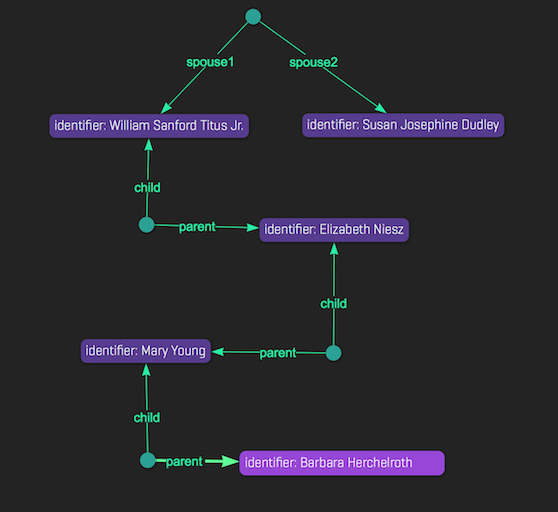 spouse1
spouse2
identifier: William Sanford Titus Jr.
identifier: Susan Josephine Dudley
child
parent
identifier: Elizabeth Niesz
child
identifier: Mary Young
parent
child
parent
identifier: Barbara Herchelroth